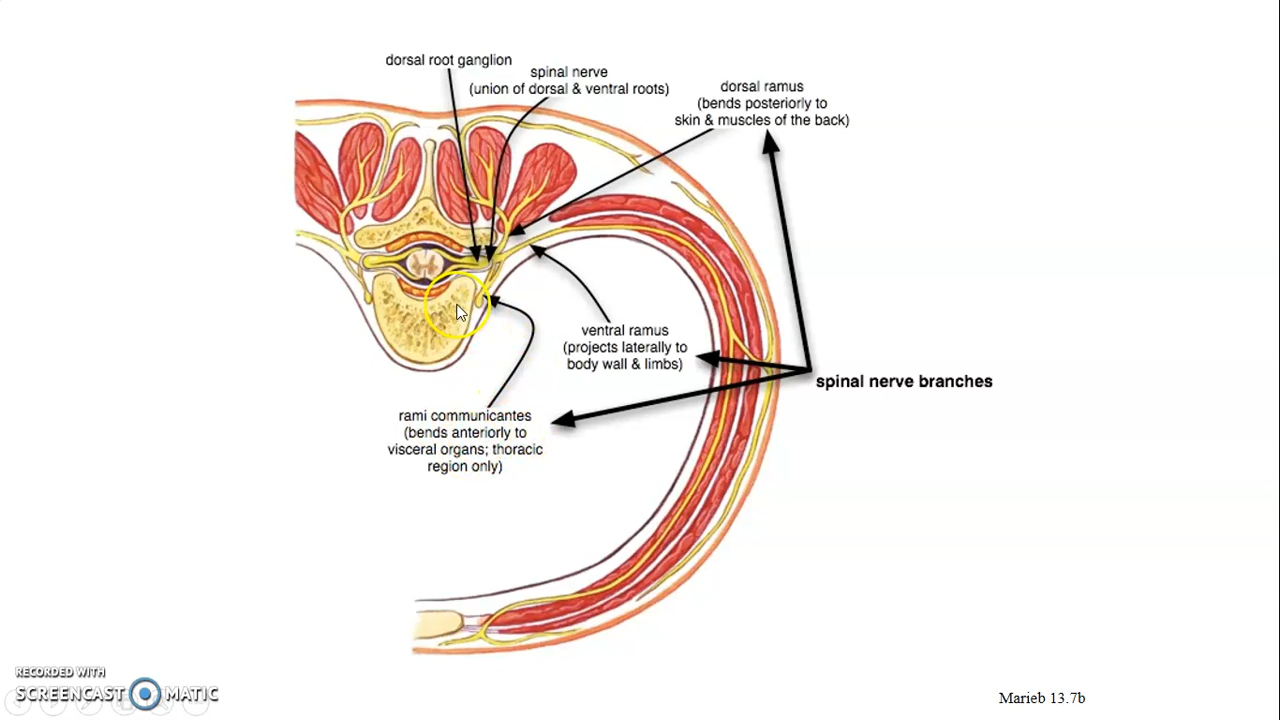 dorsal root ganglion
spinal nerve
(union of dorsal & ventral roots)
dorsal ramus
(bends posteriorly to
skin & muscles of the back)
ventral ramus
(projects laterally to
body wall & limbs)
spinal nerve branches
rami communicantes
(bends anteriorly to
visceral organs; thoracic
region only)
RECORDED WITH
SCREENCAST MATIC
Marieb 13.7b